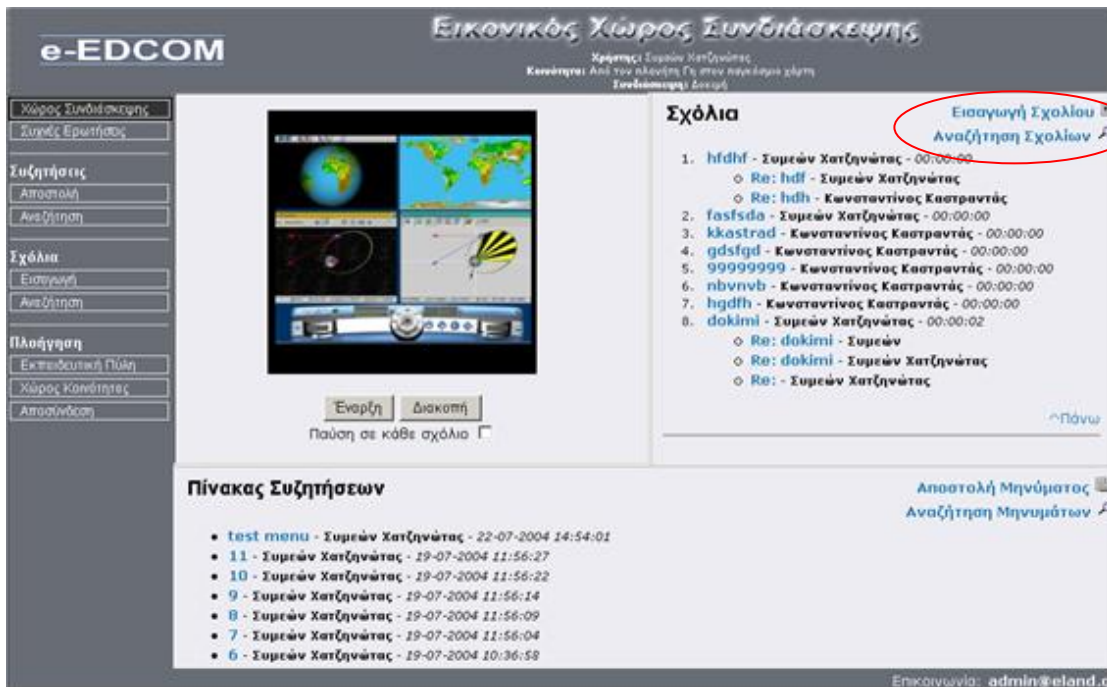 e-EDCOM
Εικονικός Χώρος Συνδιάσκεψης
Χρήστης: Συμεών Χατζηνώτας
Κοινότητα: Από τον πλανήτη Γη στον παγκόσμιο χάρτη
Συνδιάσκεψη: Δοκιμή
Χώρος Συνδιάσκεψης
Συχνές Ερωτήσεις
Συζητήσεις
Αποστολή
Αναζήτηση
Σχόλια
Εισαγωγή
Αναζήτηση
Πλοήγηση
Εκπαιδευτική Πύλη
Χώρος Κοινότητας
Αποσύνδεση
Έναρξη
Διακοπή
Παύση σε κάθε σχόλιο
Σχόλια
Εισαγωγή Σχολίου
Αναζήτηση Σχολίων
1. hfdhf - Συμεών Χατζηνώτας - 00:00:00
Re: hdf - Συμεών Χατζηνώτας
Re: hdh - Κωνσταντίνος Καστραντάς
2. fasfsda - Συμεών Χατζηνώτας - 00:00:00
3. kkastrad - Κωνσταντίνος Καστραντάς - 00:00:00
4. gdsfgd - Κωνσταντίνος Καστραντάς - 00:00:00
5. 99999999 - Κωνσταντίνος Καστραντάς - 00:00:00
6. nbvnvb - Κωνσταντίνος Καστραντάς - 00:00:00
7. hgdfh - Κωνσταντίνος Καστραντάς - 00:00:00
8. dokimi - Συμεών Χατζηνώτας - 00:00:02
Re: dokimi - Συμεών
Re: dokimi - Συμεών Χατζηνώτας
Re: - Συμεών Χατζηνώτας
^Πάνω
Πίνακας Συζητήσεων
Αποστολή Μηνύματος
Αναζήτηση Μηνυμάτων
test menu - Συμεών Χατζηνώτας - 22-07-2004 14:54:01
11 - Συμεών Χατζηνώτας - 19-07-2004 11:56:27
10 - Συμεών Χατζηνώτας - 19-07-2004 11:56:22
9 - Συμεών Χατζηνώτας - 19-07-2004 11:56:14
8 - Συμεών Χατζηνώτας - 19-07-2004 11:56:09
7 - Συμεών Χατζηνώτας - 19-07-2004 11:56:04
6 - Συμεών Χατζηνώτας - 19-07-2004 10:36:58
Επικοινωνία: admin@eland.g